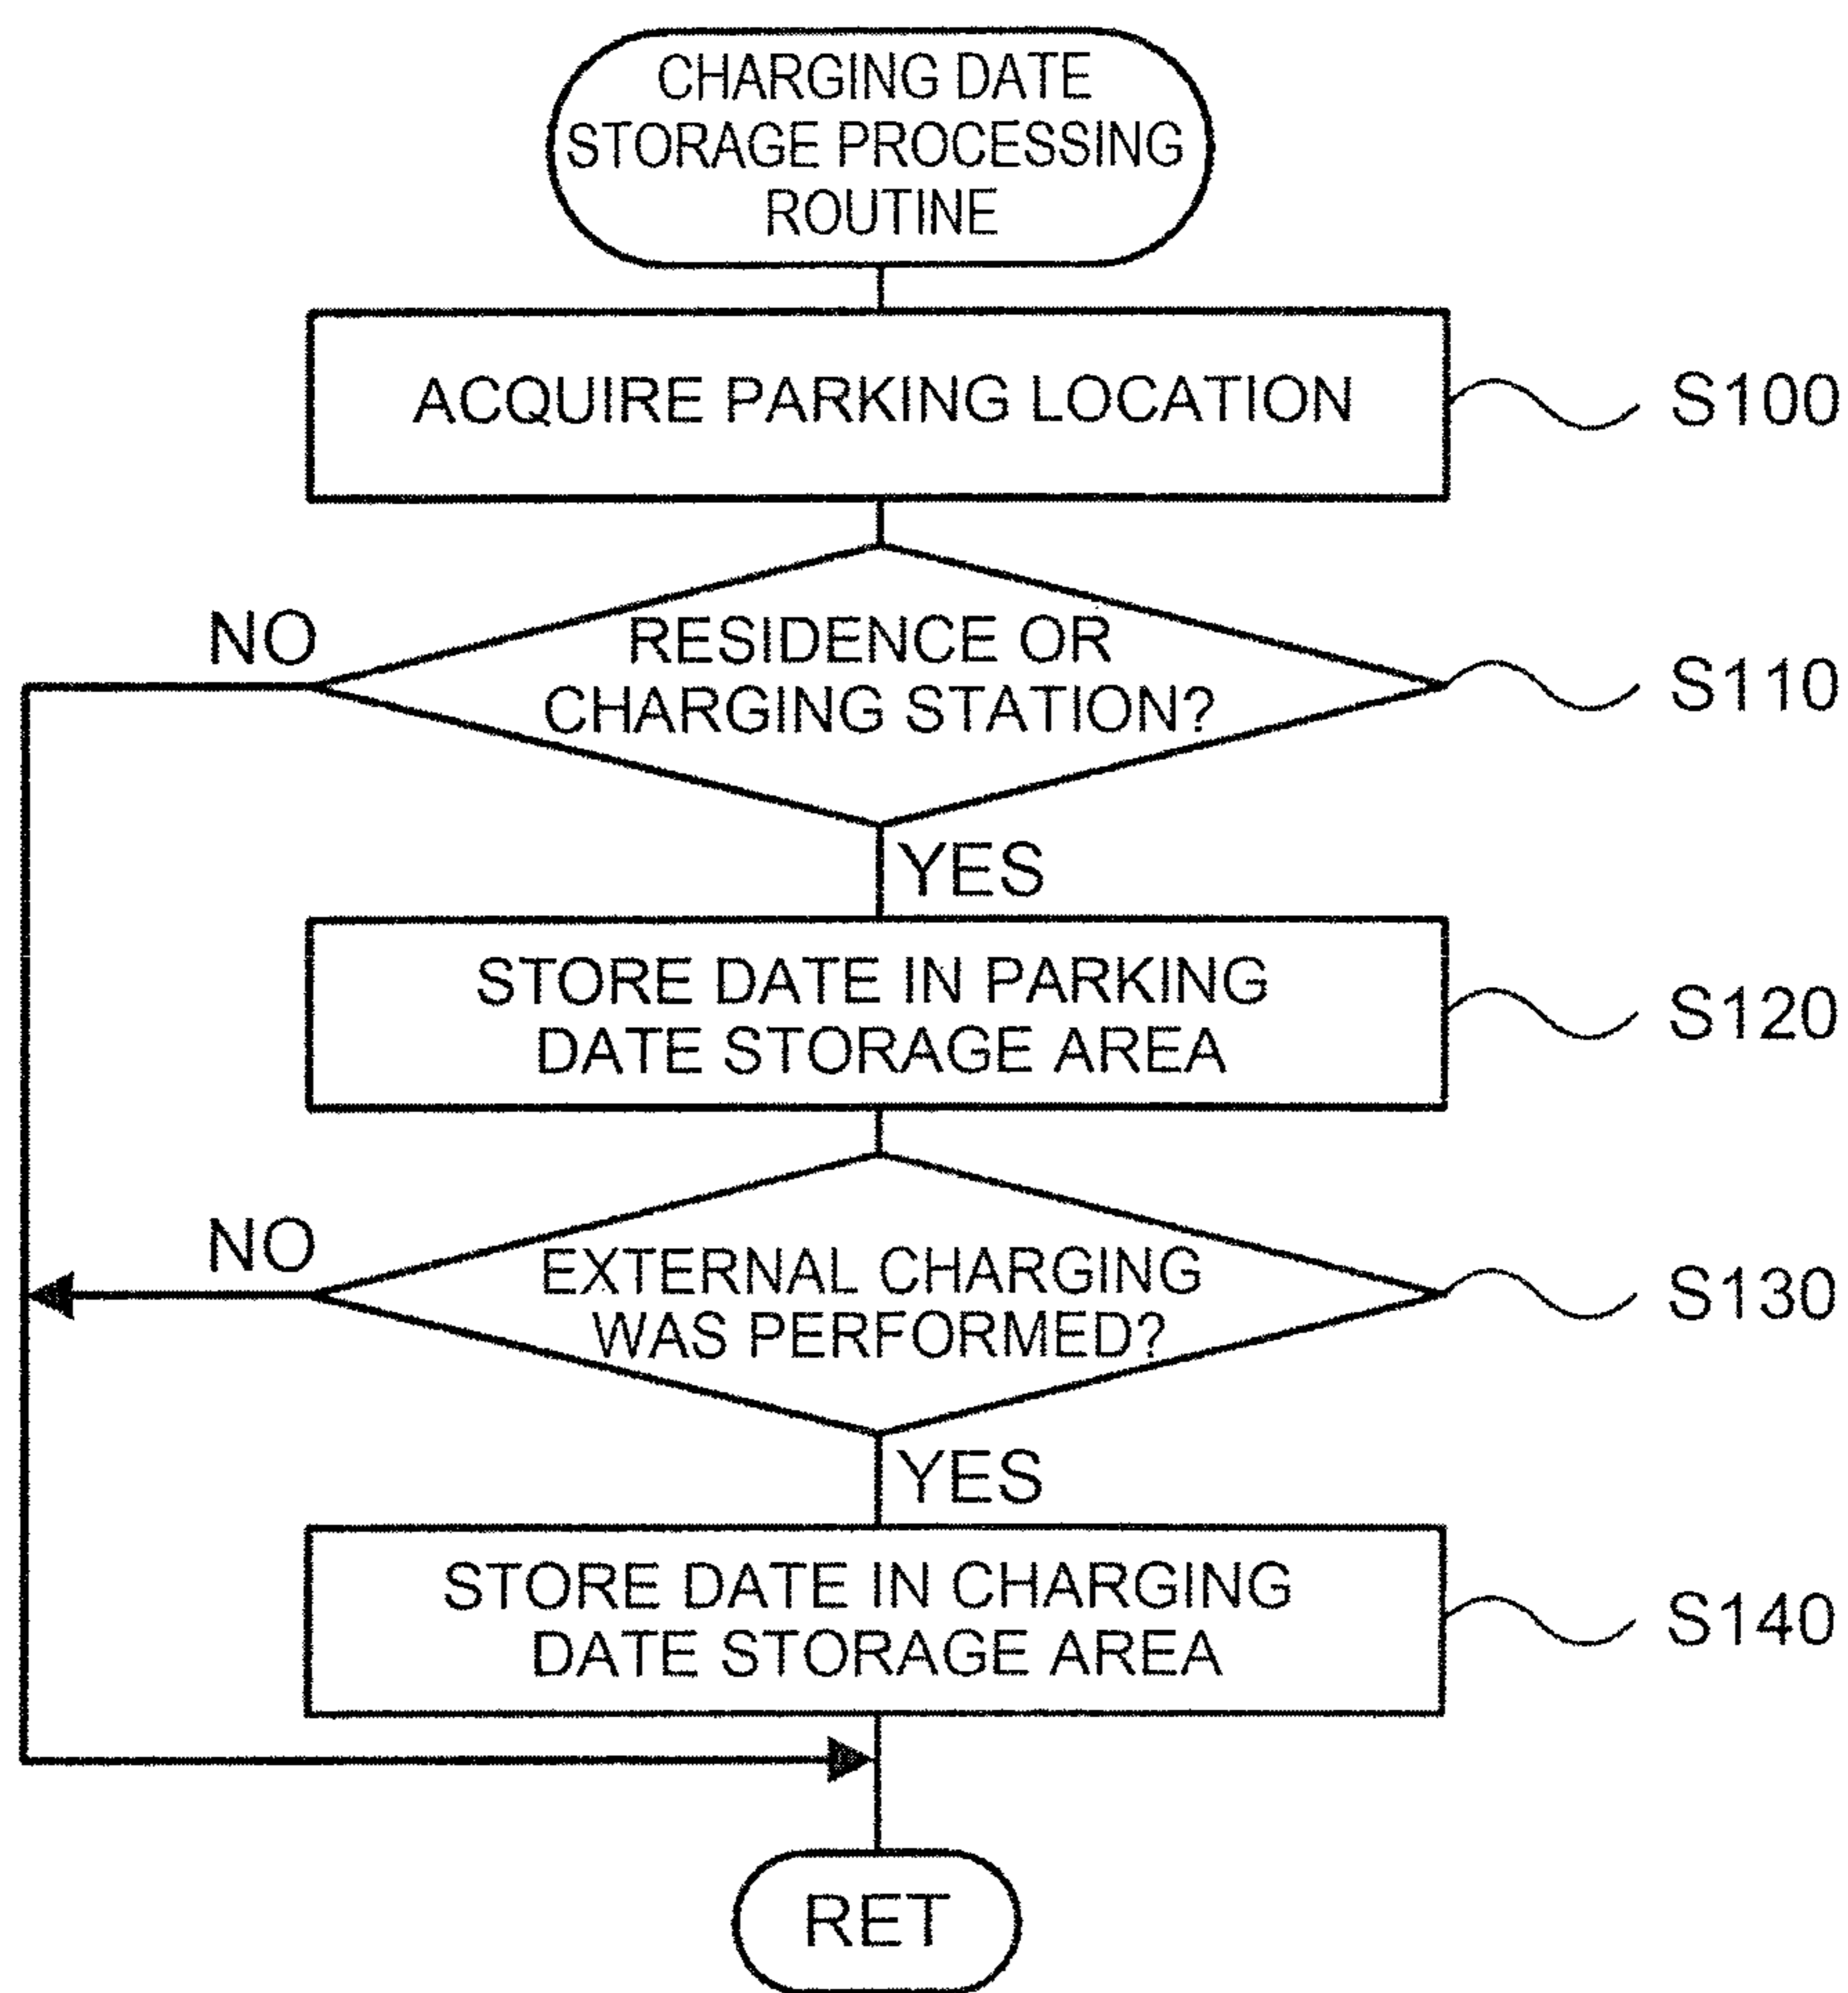 CHARGING DATE
STORAGE PROCESSING
ROUTINE
ACQUIRE PARKING LOCATION
S100
NO
RESIDENCE OR
CHARGING STATION?
S110
YES
STORE DATE IN PARKING
DATE STORAGE AREA
S120
NO
EXTERNAL CHARGING
WAS PERFORMED?
S130
YES
STORE DATE IN CHARGING
DATE STORAGE AREA
S140
RET